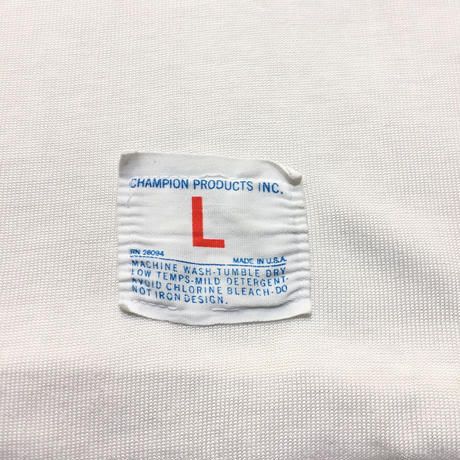 CHAMPION PRODUCTS INC.
L
RN 26094 MADE IN U.S.A.
MACHINE WASH-TUMBLE DRY
LOW TEMPS-MILD DETERGENT-
AVOID CHLORINE BLEACH-DO
NOT IRON DESIGN.